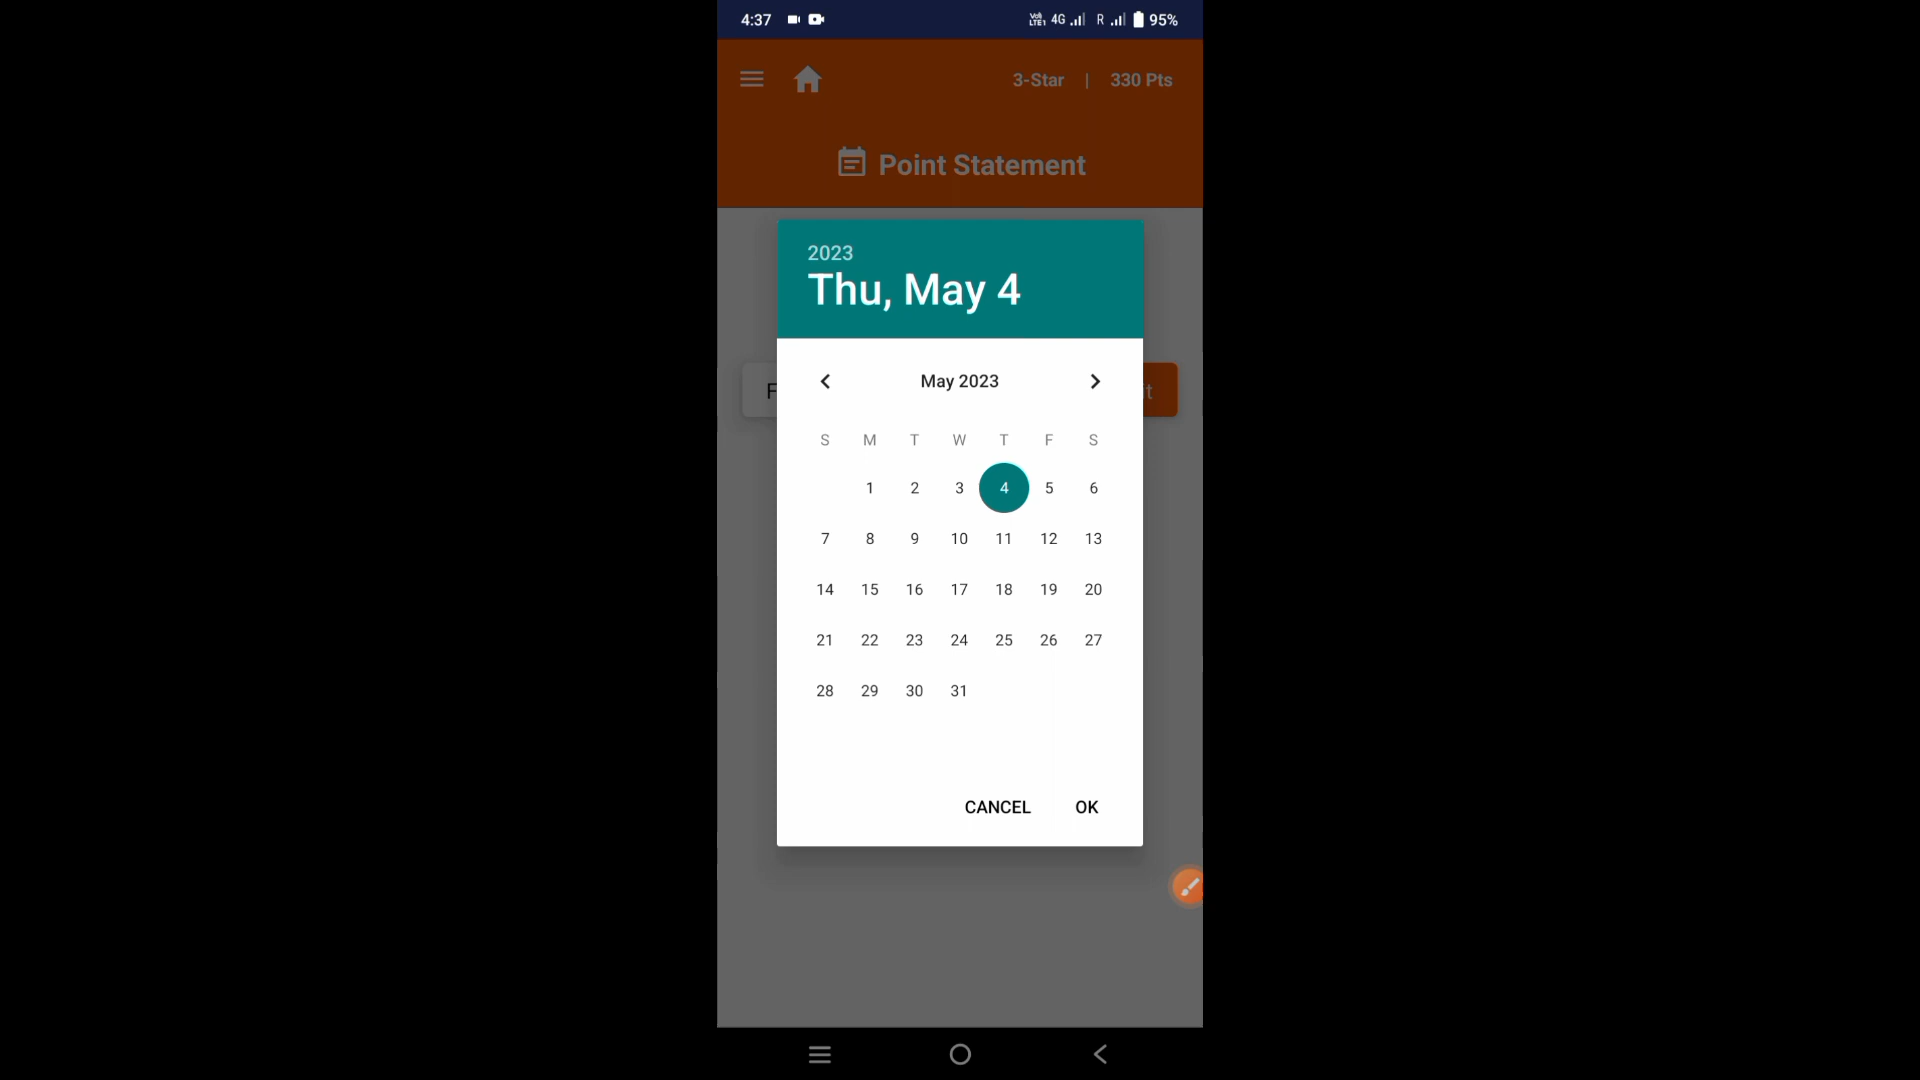 4:37 VoLTE1 4G R 95%
3-Star | 330 Pts
Point Statement
2023
Thu, May 4
F t
May 2023
S M T W T F S
1 2 3 4 5 6
7 8 9 10 11 12 13
14 15 16 17 18 19 20
21 22 23 24 25 26 27
28 29 30 31
CANCEL OK